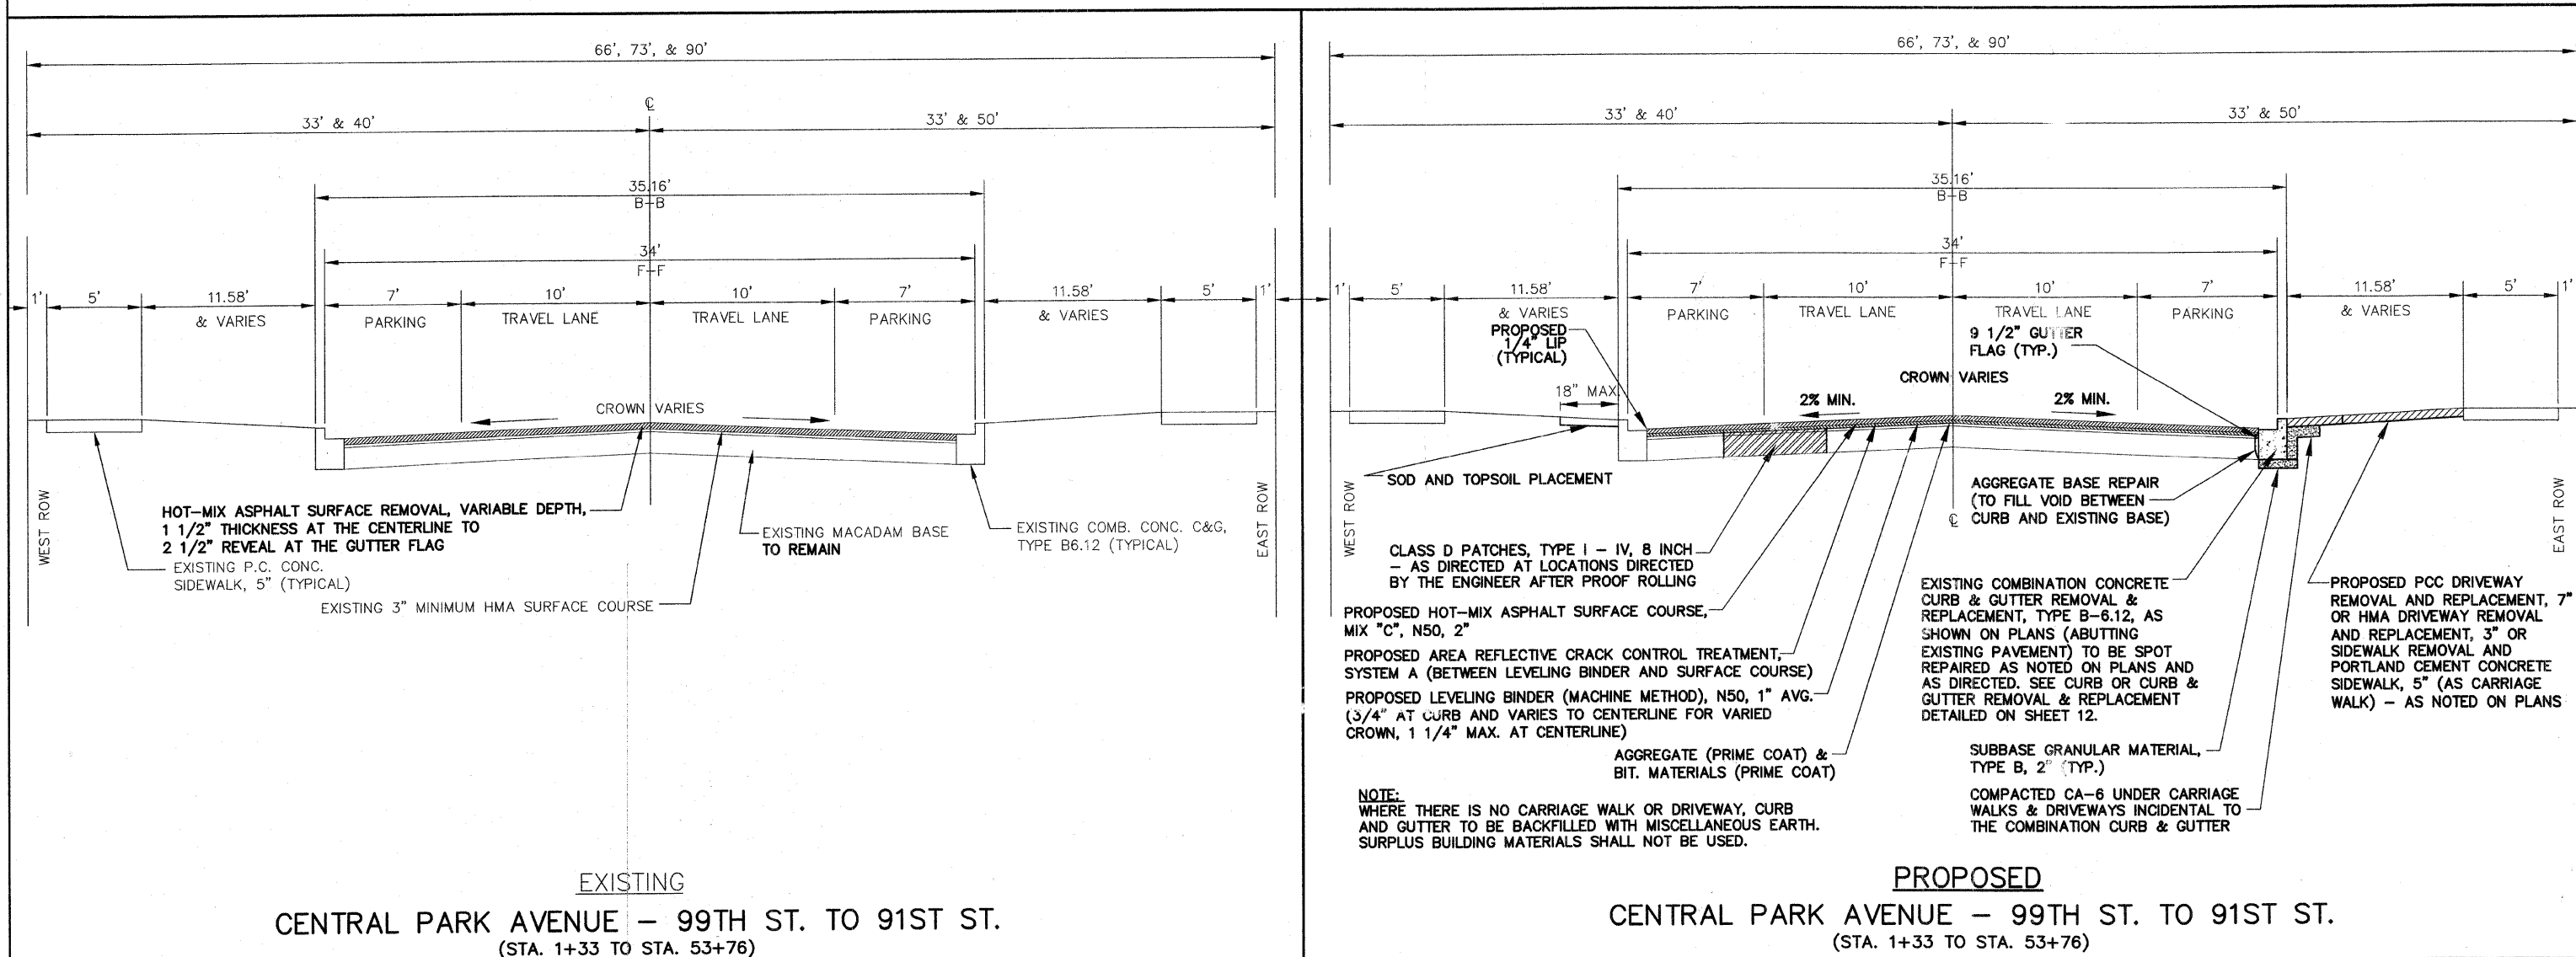 66', 73', & 90'
℄
33' & 40'
33' & 50'
35.16'
B-B
34'
F-F
1'
5'
11.58'
7'
10'
10'
7'
11.58'
5'
1'
& VARIES
PARKING
TRAVEL LANE
TRAVEL LANE
PARKING
& VARIES
CROWN VARIES
WEST ROW
EAST ROW
HOT-MIX ASPHALT SURFACE REMOVAL, VARIABLE DEPTH,
1 1/2" THICKNESS AT THE CENTERLINE TO
2 1/2" REVEAL AT THE GUTTER FLAG
EXISTING P.C. CONC.
SIDEWALK, 5" (TYPICAL)
EXISTING 3" MINIMUM HMA SURFACE COURSE
EXISTING MACADAM BASE
TO REMAIN
EXISTING COMB. CONC. C&G,
TYPE B6.12 (TYPICAL)
EXISTING
CENTRAL PARK AVENUE - 99TH ST. TO 91ST ST.
(STA. 1+33 TO STA. 53+76)
66', 73', & 90'
33' & 40'
33' & 50'
35.16'
B-B
34'
F-F
1'
5'
11.58'
7'
10'
10'
7'
11.58'
5'
1'
& VARIES
PARKING
TRAVEL LANE
TRAVEL LANE
PARKING
& VARIES
PROPOSED
1/4" LIP
(TYPICAL)
9 1/2" GUTTER
FLAG (TYP.)
CROWN VARIES
18" MAX
2% MIN.
2% MIN.
WEST ROW
EAST ROW
SOD AND TOPSOIL PLACEMENT
AGGREGATE BASE REPAIR
(TO FILL VOID BETWEEN
CURB AND EXISTING BASE)
℄
CLASS D PATCHES, TYPE I - IV, 8 INCH
- AS DIRECTED AT LOCATIONS DIRECTED
BY THE ENGINEER AFTER PROOF ROLLING
PROPOSED HOT-MIX ASPHALT SURFACE COURSE,
MIX "C", N50, 2"
PROPOSED AREA REFLECTIVE CRACK CONTROL TREATMENT,
SYSTEM A (BETWEEN LEVELING BINDER AND SURFACE COURSE)
PROPOSED LEVELING BINDER (MACHINE METHOD), N50, 1" AVG.
(3/4" AT CURB AND VARIES TO CENTERLINE FOR VARIED
CROWN, 1 1/4" MAX. AT CENTERLINE)
AGGREGATE (PRIME COAT) &
BIT. MATERIALS (PRIME COAT)
EXISTING COMBINATION CONCRETE
CURB & GUTTER REMOVAL &
REPLACEMENT, TYPE B-6.12, AS
SHOWN ON PLANS (ABUTTING
EXISTING PAVEMENT) TO BE SPOT
REPAIRED AS NOTED ON PLANS AND
AS DIRECTED. SEE CURB OR CURB &
GUTTER REMOVAL & REPLACEMENT
DETAILED ON SHEET 12.
PROPOSED PCC DRIVEWAY
REMOVAL AND REPLACEMENT, 7"
OR HMA DRIVEWAY REMOVAL
AND REPLACEMENT, 3" OR
SIDEWALK REMOVAL AND
PORTLAND CEMENT CONCRETE
SIDEWALK, 5" (AS CARRIAGE
WALK) - AS NOTED ON PLANS
SUBBASE GRANULAR MATERIAL,
TYPE B, 2" (TYP.)
COMPACTED CA-6 UNDER CARRIAGE
WALKS & DRIVEWAYS INCIDENTAL TO
THE COMBINATION CURB & GUTTER
NOTE:
WHERE THERE IS NO CARRIAGE WALK OR DRIVEWAY, CURB
AND GUTTER TO BE BACKFILLED WITH MISCELLANEOUS EARTH.
SURPLUS BUILDING MATERIALS SHALL NOT BE USED.
PROPOSED
CENTRAL PARK AVENUE - 99TH ST. TO 91ST ST.
(STA. 1+33 TO STA. 53+76)